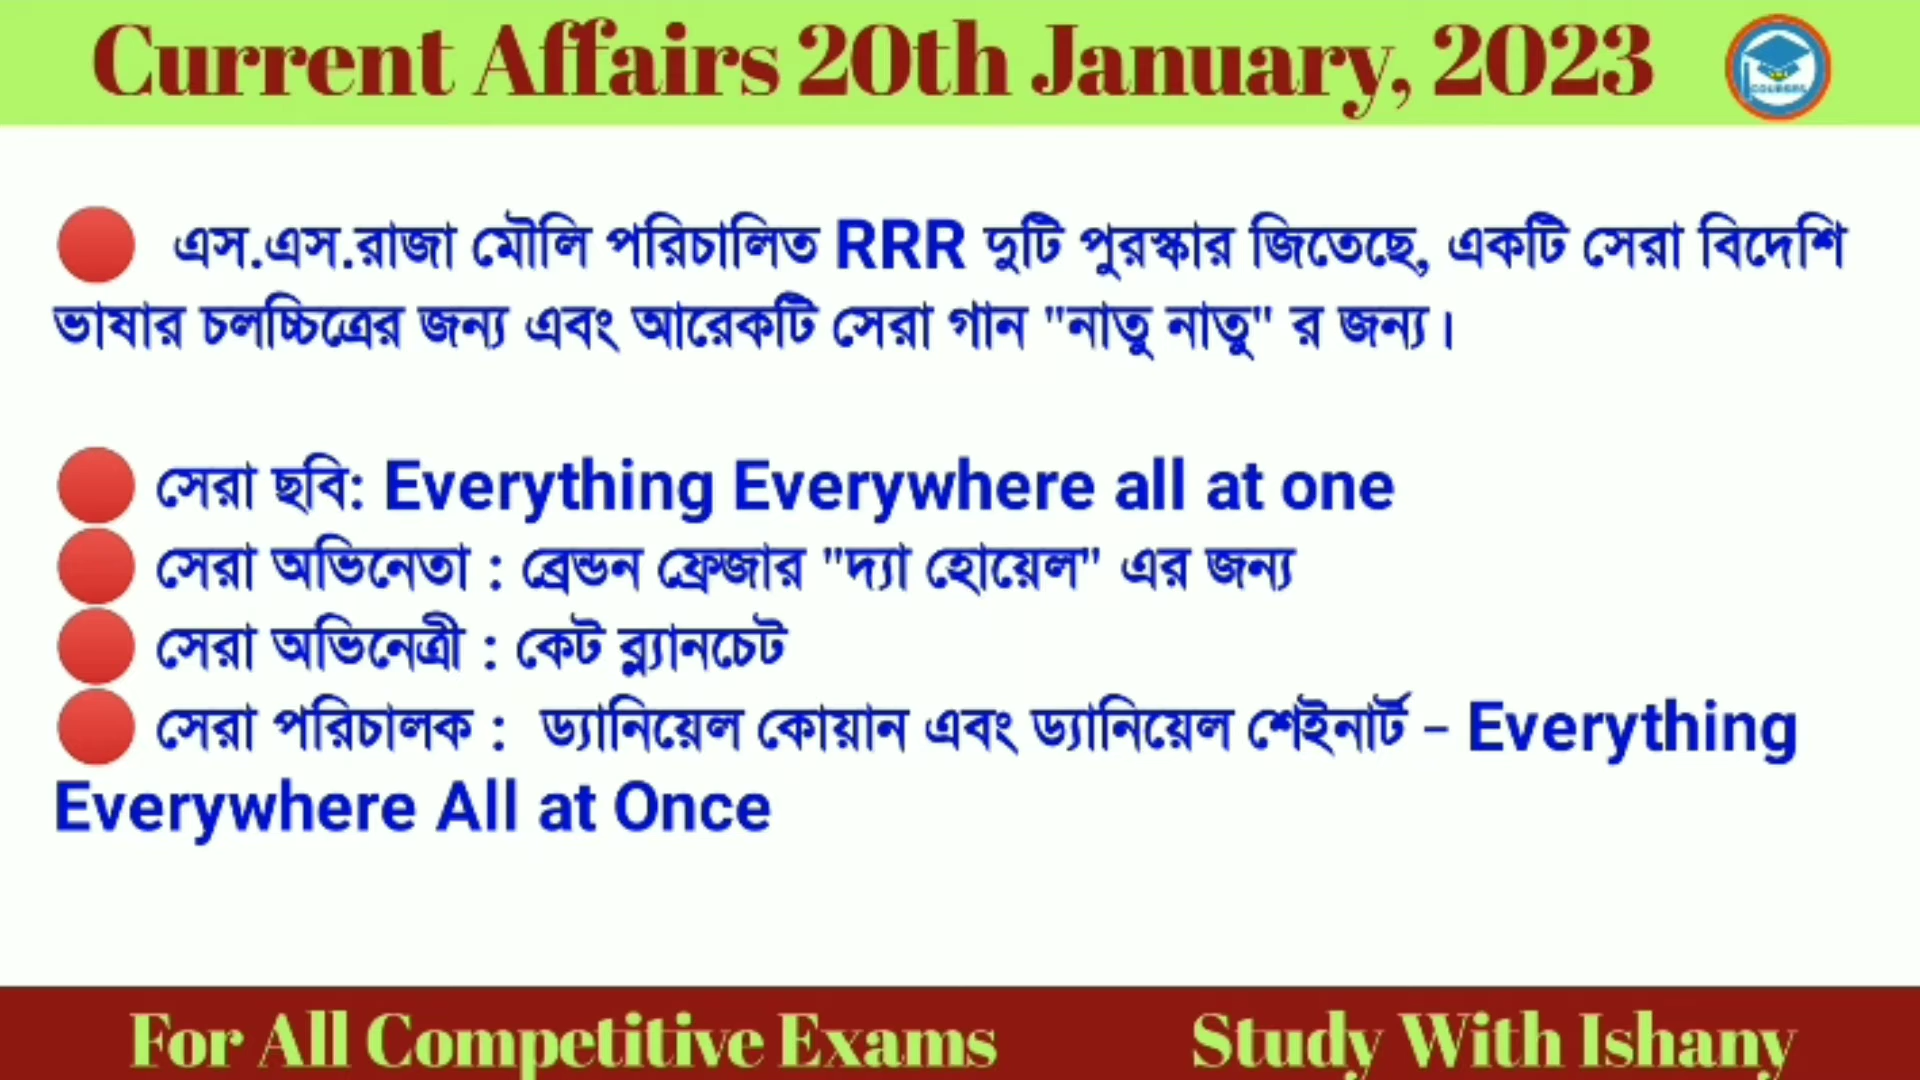 Current Affairs 20th January, 2023
COURSES
এস.এস.রাজা মৌলি পরিচালিত RRR দুটি পুরস্কার জিতেছে, একটি সেরা বিদেশি
ভাষার চলচ্চিত্রের জন্য এবং আরেকটি সেরা গান "নাতু নাতু" র জন্য।
সেরা ছবি: Everything Everywhere all at one
সেরা অভিনেতা : ব্রেন্ডন ফ্রেজার "দ্যা হোয়েল" এর জন্য
সেরা অভিনেত্রী : কেট ব্ল্যানচেট
সেরা পরিচালক : ড্যানিয়েল কোয়ান এবং ড্যানিয়েল শেইনার্ট – Everything
Everywhere All at Once
For All Competitive Exams Study With Ishany